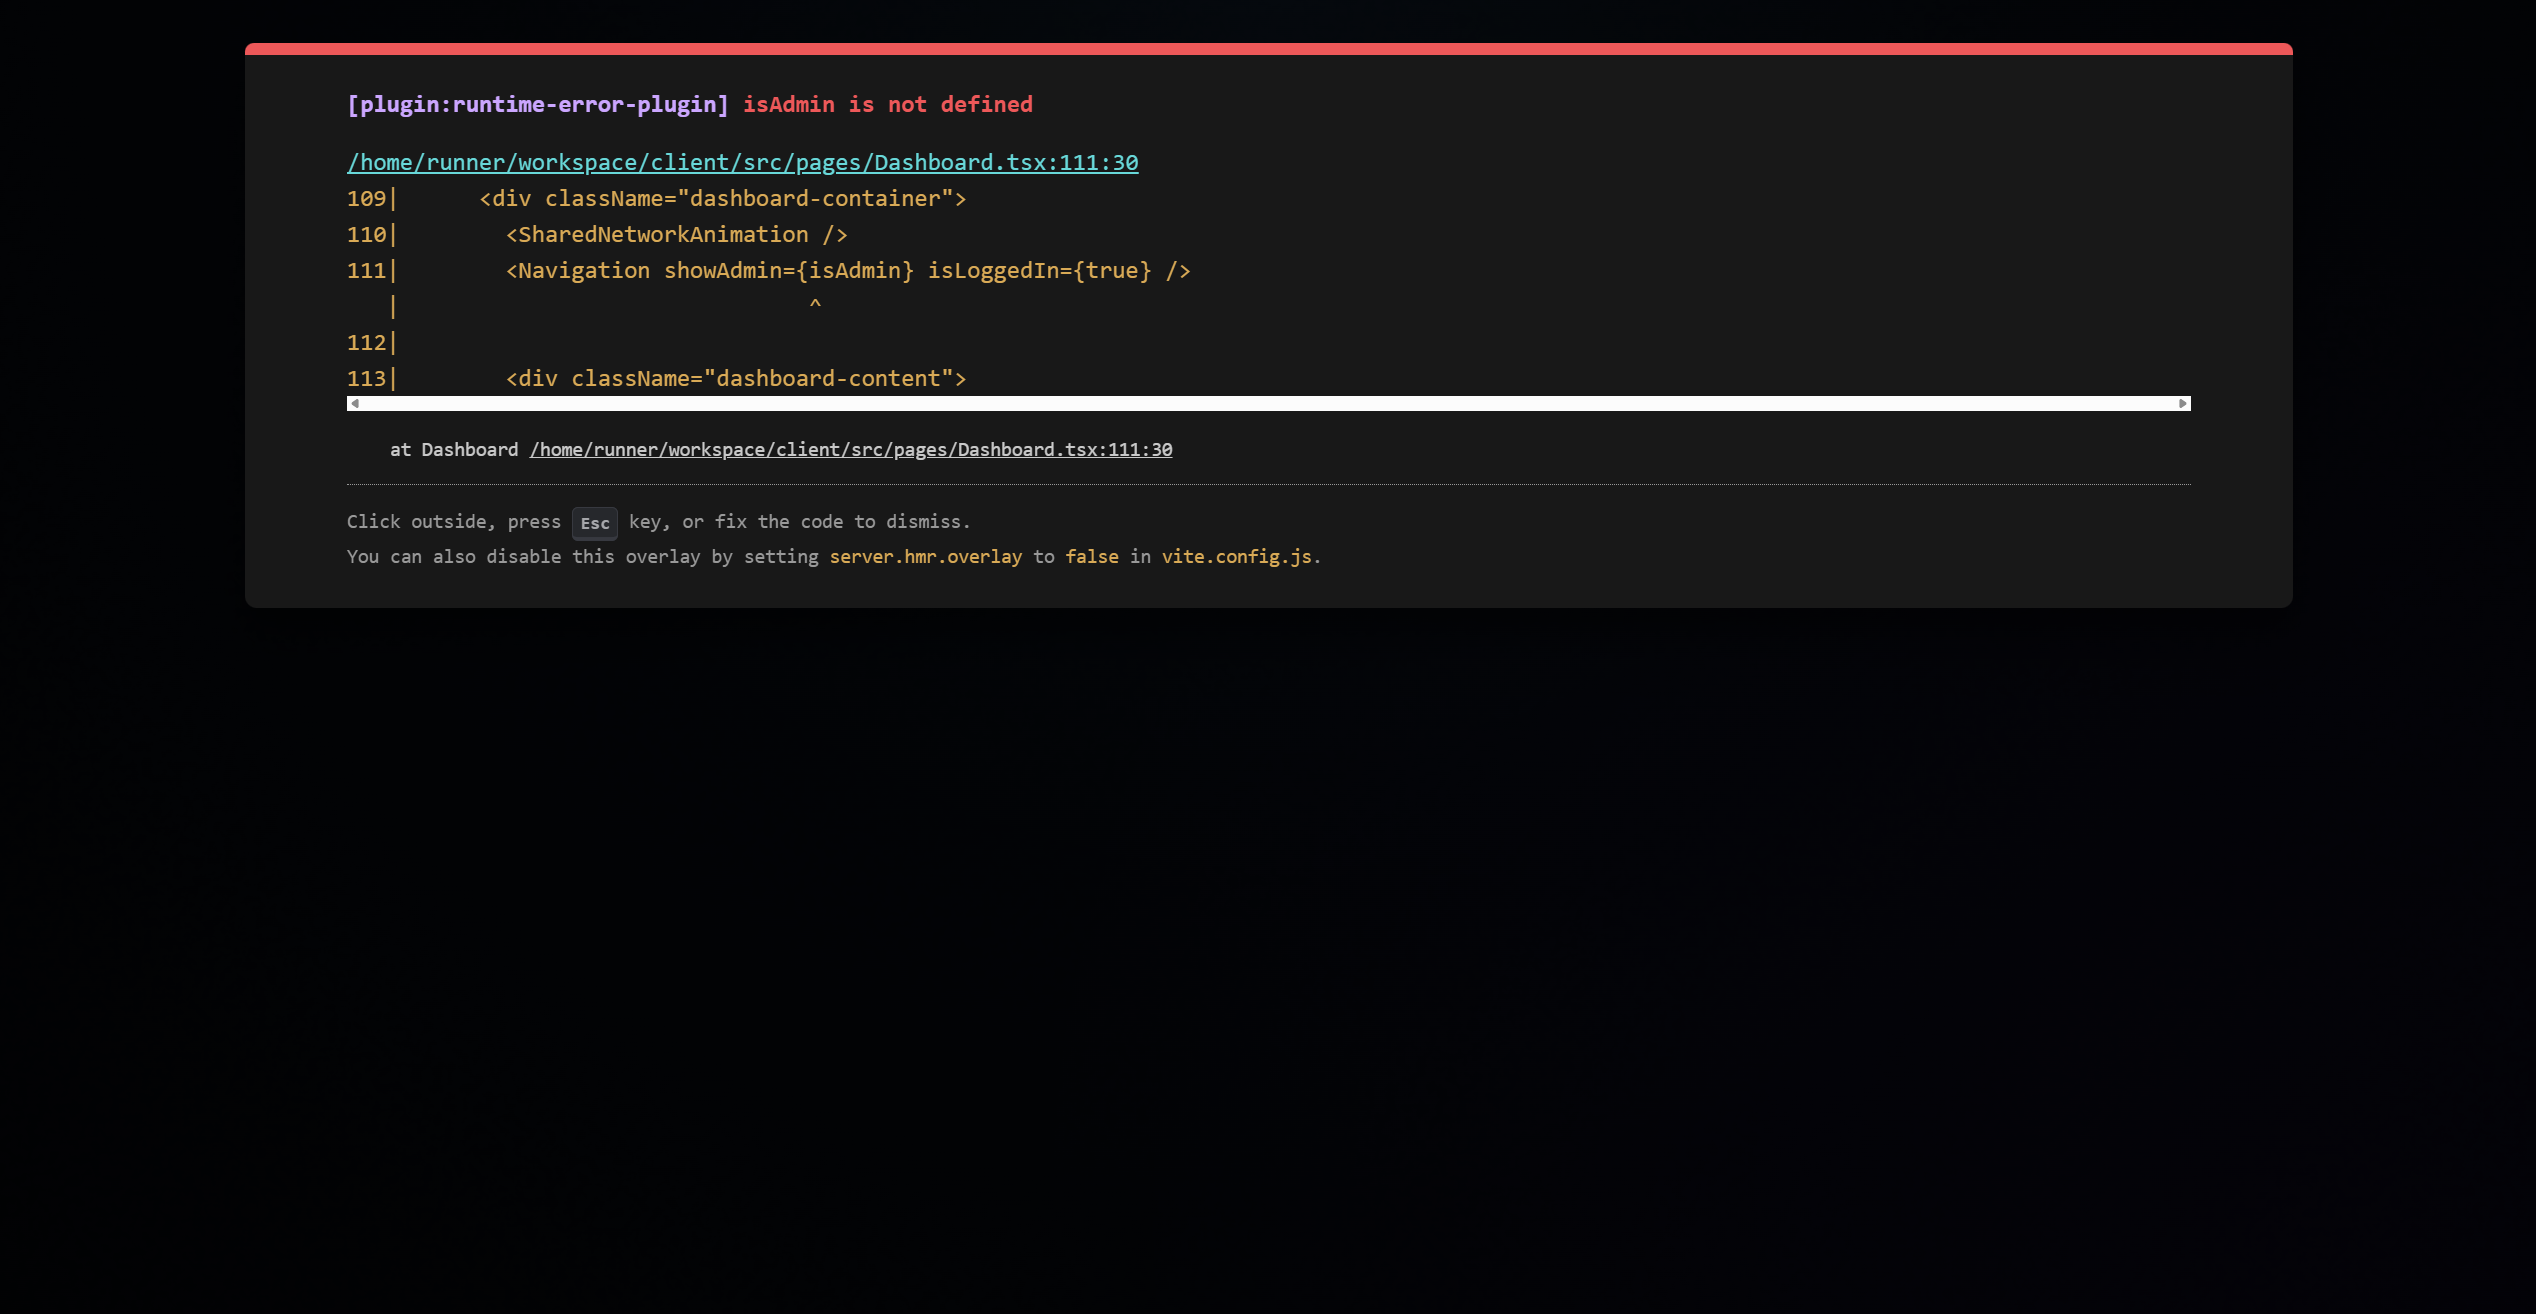 [plugin:runtime-error-plugin] isAdmin is not defined
/home/runner/workspace/client/src/pages/Dashboard.tsx:111:30
109|      <div className="dashboard-container">
110|        <SharedNetworkAnimation />
111|        <Navigation showAdmin={isAdmin} isLoggedIn={true} />
   |                               ^
112|
113|        <div className="dashboard-content">
at Dashboard /home/runner/workspace/client/src/pages/Dashboard.tsx:111:30
Click outside, press Esc key, or fix the code to dismiss.
You can also disable this overlay by setting server.hmr.overlay to false in vite.config.js.